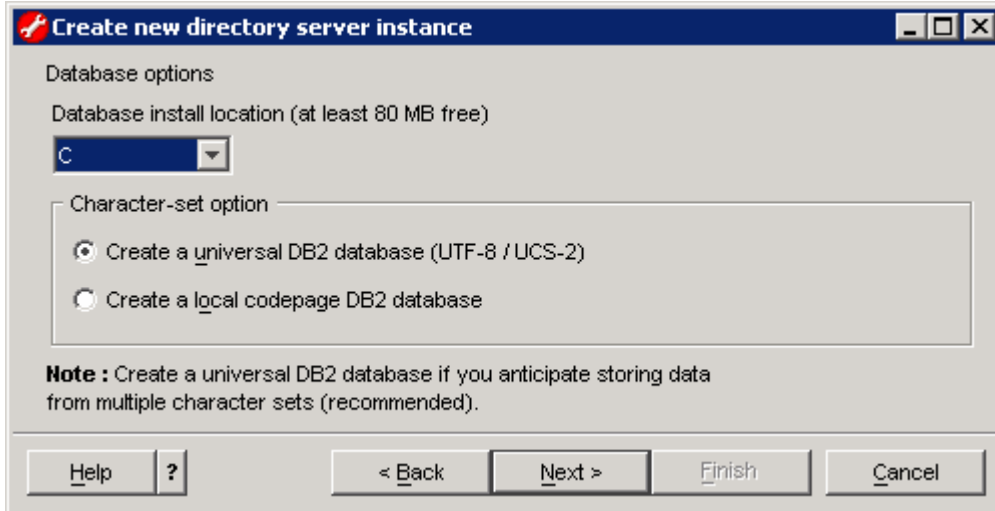 Create new directory server instance
Database options
Database install location (at least 80 MB free)
C
Character-set option
Create a universal DB2 database (UTF-8 / UCS-2)
Create a local codepage DB2 database
Note : Create a universal DB2 database if you anticipate storing data
from multiple character sets (recommended).
Help ? < Back Next > Finish Cancel